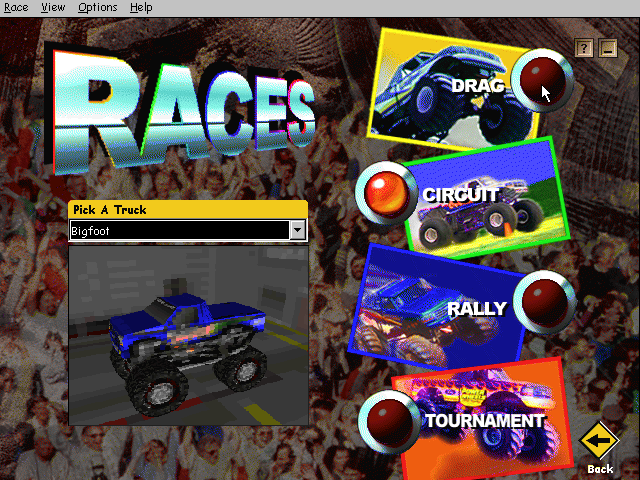 Race View Options Help
RACES
?
DRAG
CIRCUIT
Pick A Truck
Bigfoot
RALLY
TOURNAMENT
Back